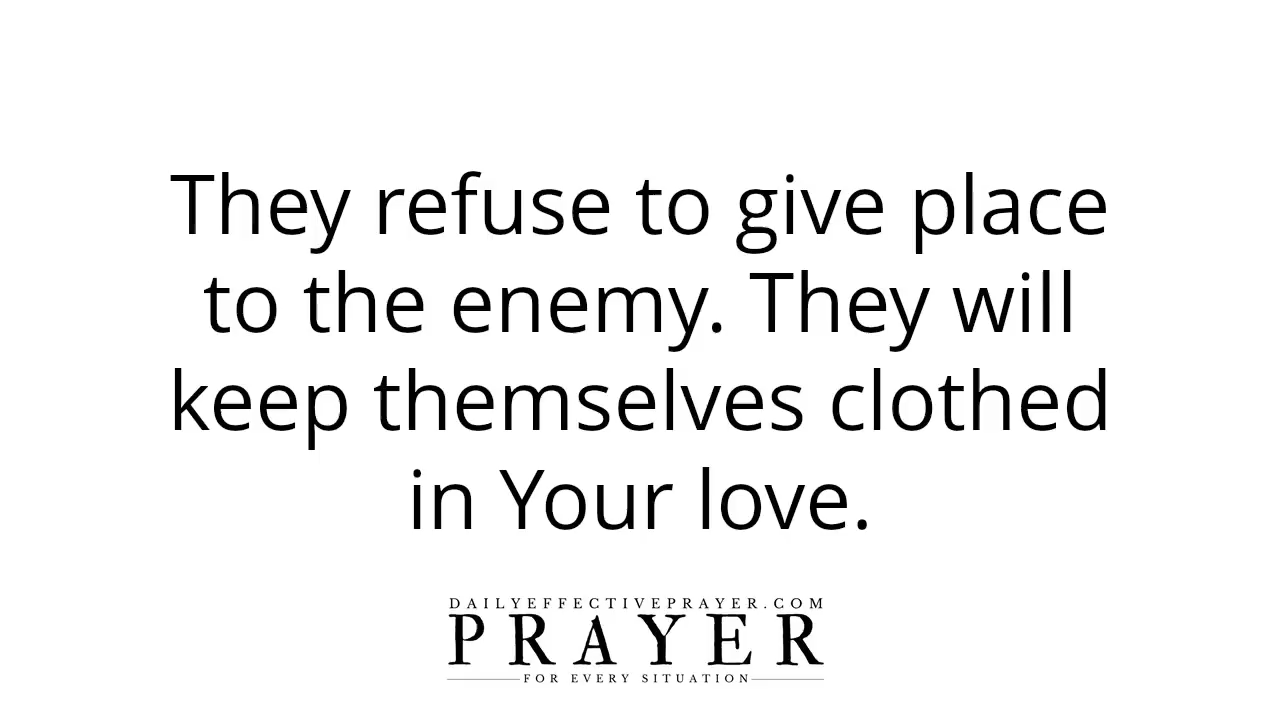 They refuse to give place
to the enemy. They will
keep themselves clothed
in Your love.
DAILYEFFECTIVEPRAYER.COM
PRAYER
FOR EVERY SITUATION